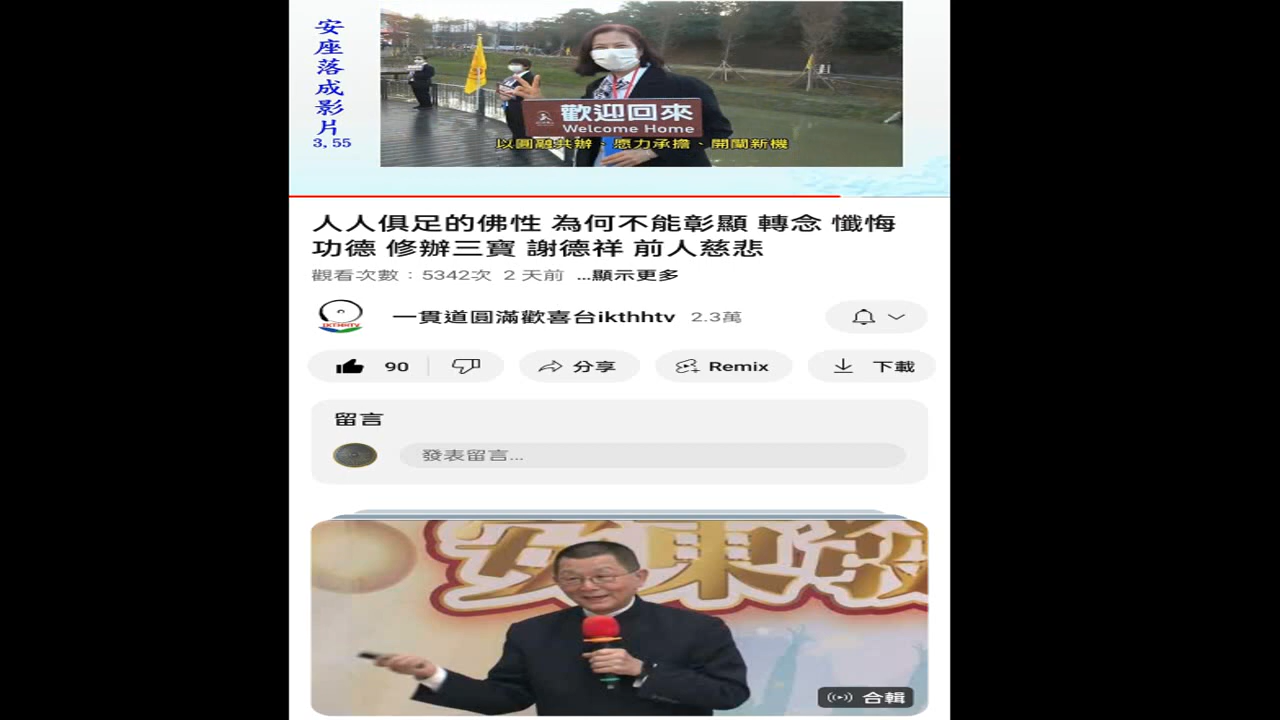 安座落成影片
3,55
歡迎回來
Welcome Home
以圓融共辦、愿力承擔、開闡新機
人人俱足的佛性 為何不能彰顯 轉念 懺悔
功德 修辦三寶 謝德祥 前人慈悲
觀看次數：5342次 2 天前 ...顯示更多
IKTHHTV
一貫道圓滿歡喜台ikthhtv 2.3萬
90 分享 Remix 下載
留言
發表留言...
安東
合輯